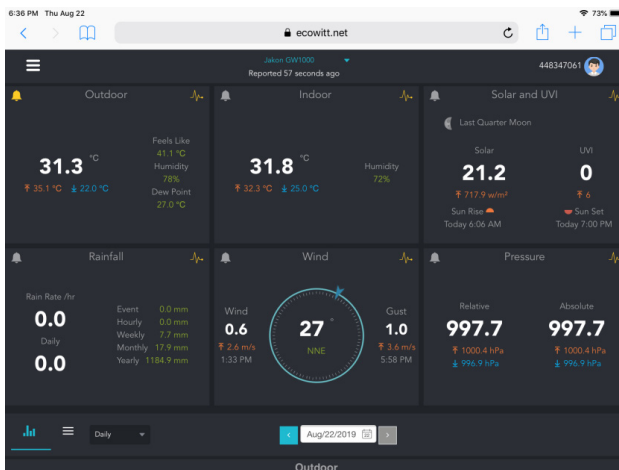 6:36 PM Thu Aug 22
73%
ecowitt.net
Jakon GW1000
Reported 57 seconds ago
448347061
Outdoor
31.3 °C
35.1 °C 22.0 °C
Feels Like
41.1 °C
Humidity
78%
Dew Point
27.0 °C
Indoor
31.8 °C
32.3 °C 25.0 °C
Humidity
72%
Solar and UVI
Last Quarter Moon
Solar
21.2
717.9 w/m²
UVI
0
6
Sun Rise
Today 6:06 AM
Sun Set
Today 7:00 PM
Rainfall
Rain Rate /hr
0.0
Daily
0.0
Event 0.0 mm
Hourly 0.0 mm
Weekly 7.7 mm
Monthly 17.9 mm
Yearly 1184.9 mm
Wind
Wind
0.6
2.6 m/s
1:33 PM
27 °
NNE
Gust
1.0
3.6 m/s
5:58 PM
Pressure
Relative
997.7
1000.4 hPa
996.9 hPa
Absolute
997.7
1000.4 hPa
996.9 hPa
Daily
Aug/22/2019
Outdoor